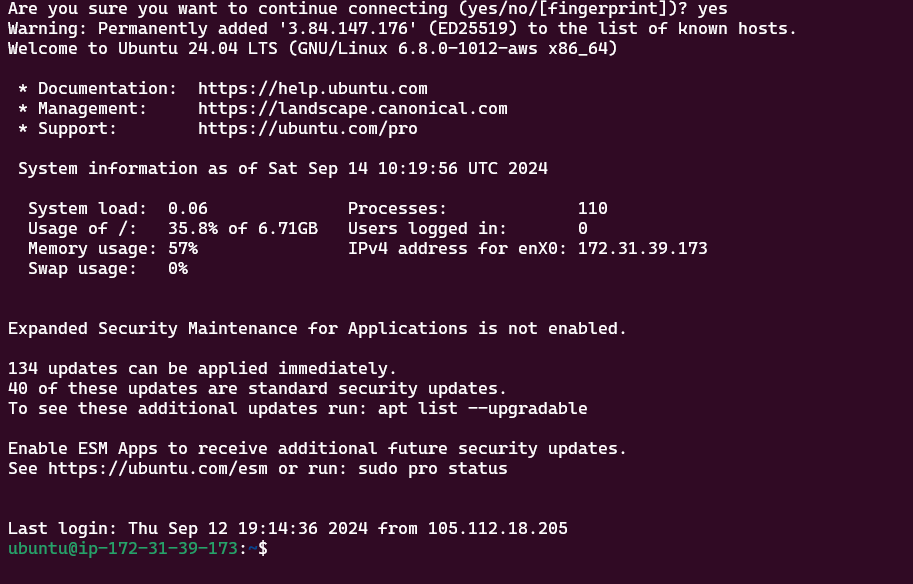 Are you sure you want to continue connecting (yes/no/[fingerprint])? yes
Warning: Permanently added '3.84.147.176' (ED25519) to the list of known hosts.
Welcome to Ubuntu 24.04 LTS (GNU/Linux 6.8.0-1012-aws x86_64)
* Documentation:  https://help.ubuntu.com
* Management:     https://landscape.canonical.com
* Support:        https://ubuntu.com/pro
System information as of Sat Sep 14 10:19:56 UTC 2024
System load:  0.06              Processes:             110
Usage of /:   35.8% of 6.71GB   Users logged in:       0
Memory usage: 57%               IPv4 address for enX0: 172.31.39.173
Swap usage:   0%
Expanded Security Maintenance for Applications is not enabled.
134 updates can be applied immediately.
40 of these updates are standard security updates.
To see these additional updates run: apt list --upgradable
Enable ESM Apps to receive additional future security updates.
See https://ubuntu.com/esm or run: sudo pro status
Last login: Thu Sep 12 19:14:36 2024 from 105.112.18.205
ubuntu@ip-172-31-39-173:~$